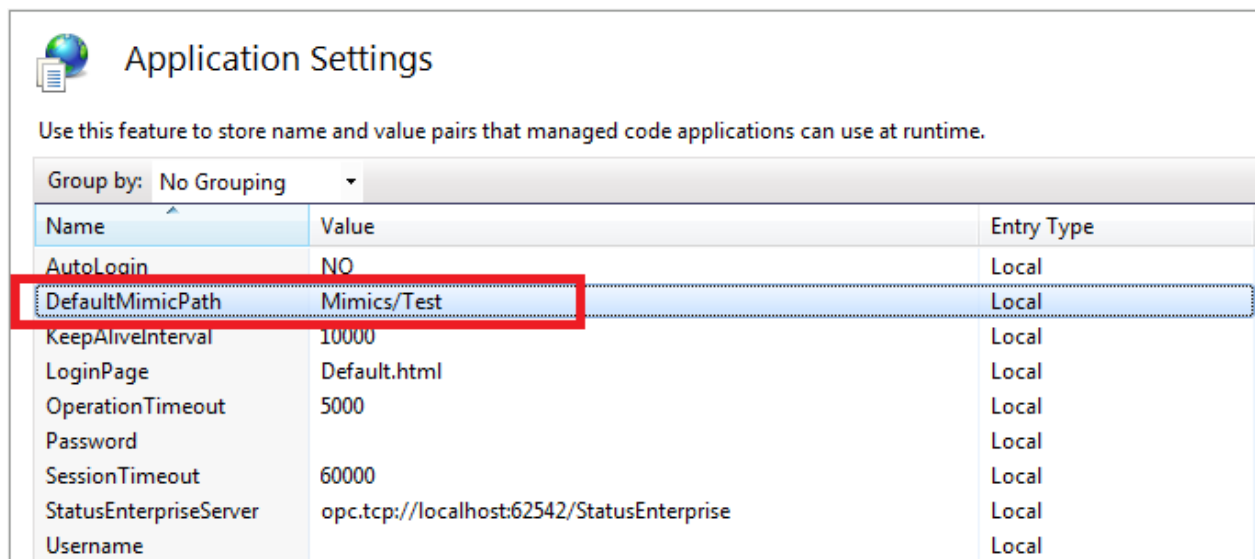 Application Settings
Use this feature to store name and value pairs that managed code applications can use at runtime.
Group by: No Grouping
Name Value Entry Type
AutoLogin NO Local
DefaultMimicPath Mimics/Test Local
KeepAliveInterval 10000 Local
LoginPage Default.html Local
OperationTimeout 5000 Local
Password Local
SessionTimeout 60000 Local
StatusEnterpriseServer opc.tcp://localhost:62542/StatusEnterprise Local
Username Local